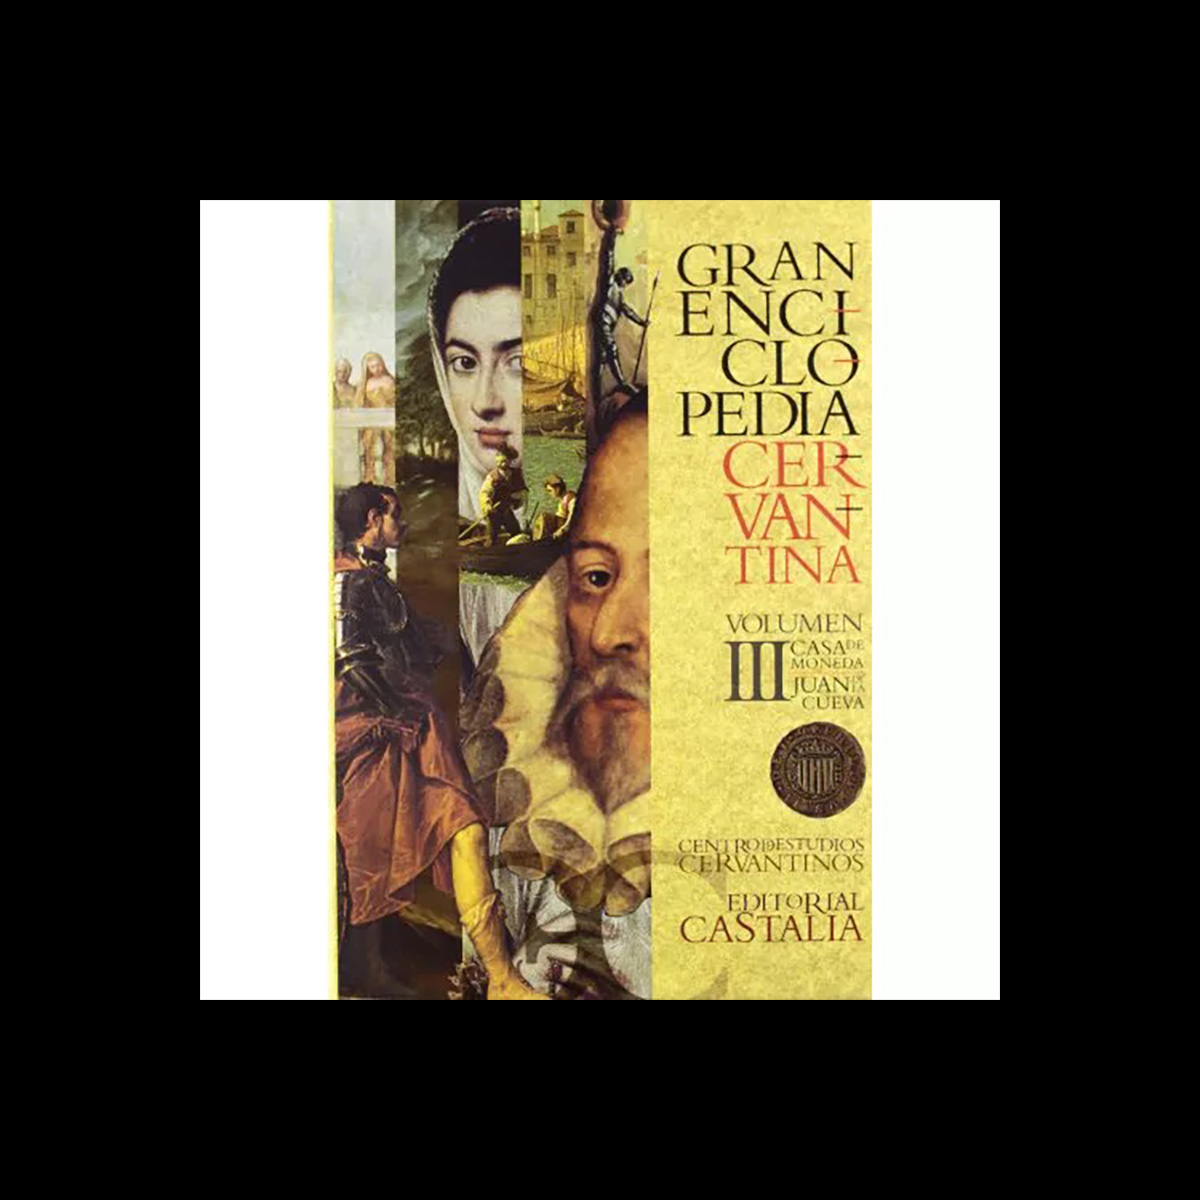 GRAN
ENCI
CLO
PEDIA
CER
VAN
TINA
VOLUMEN
III CASA DE
MONEDA
JUAN DE LA
CUEVA
CENTRO DE ESTUDIOS
CERVANTINOS
EDITORIAL
CASTALIA